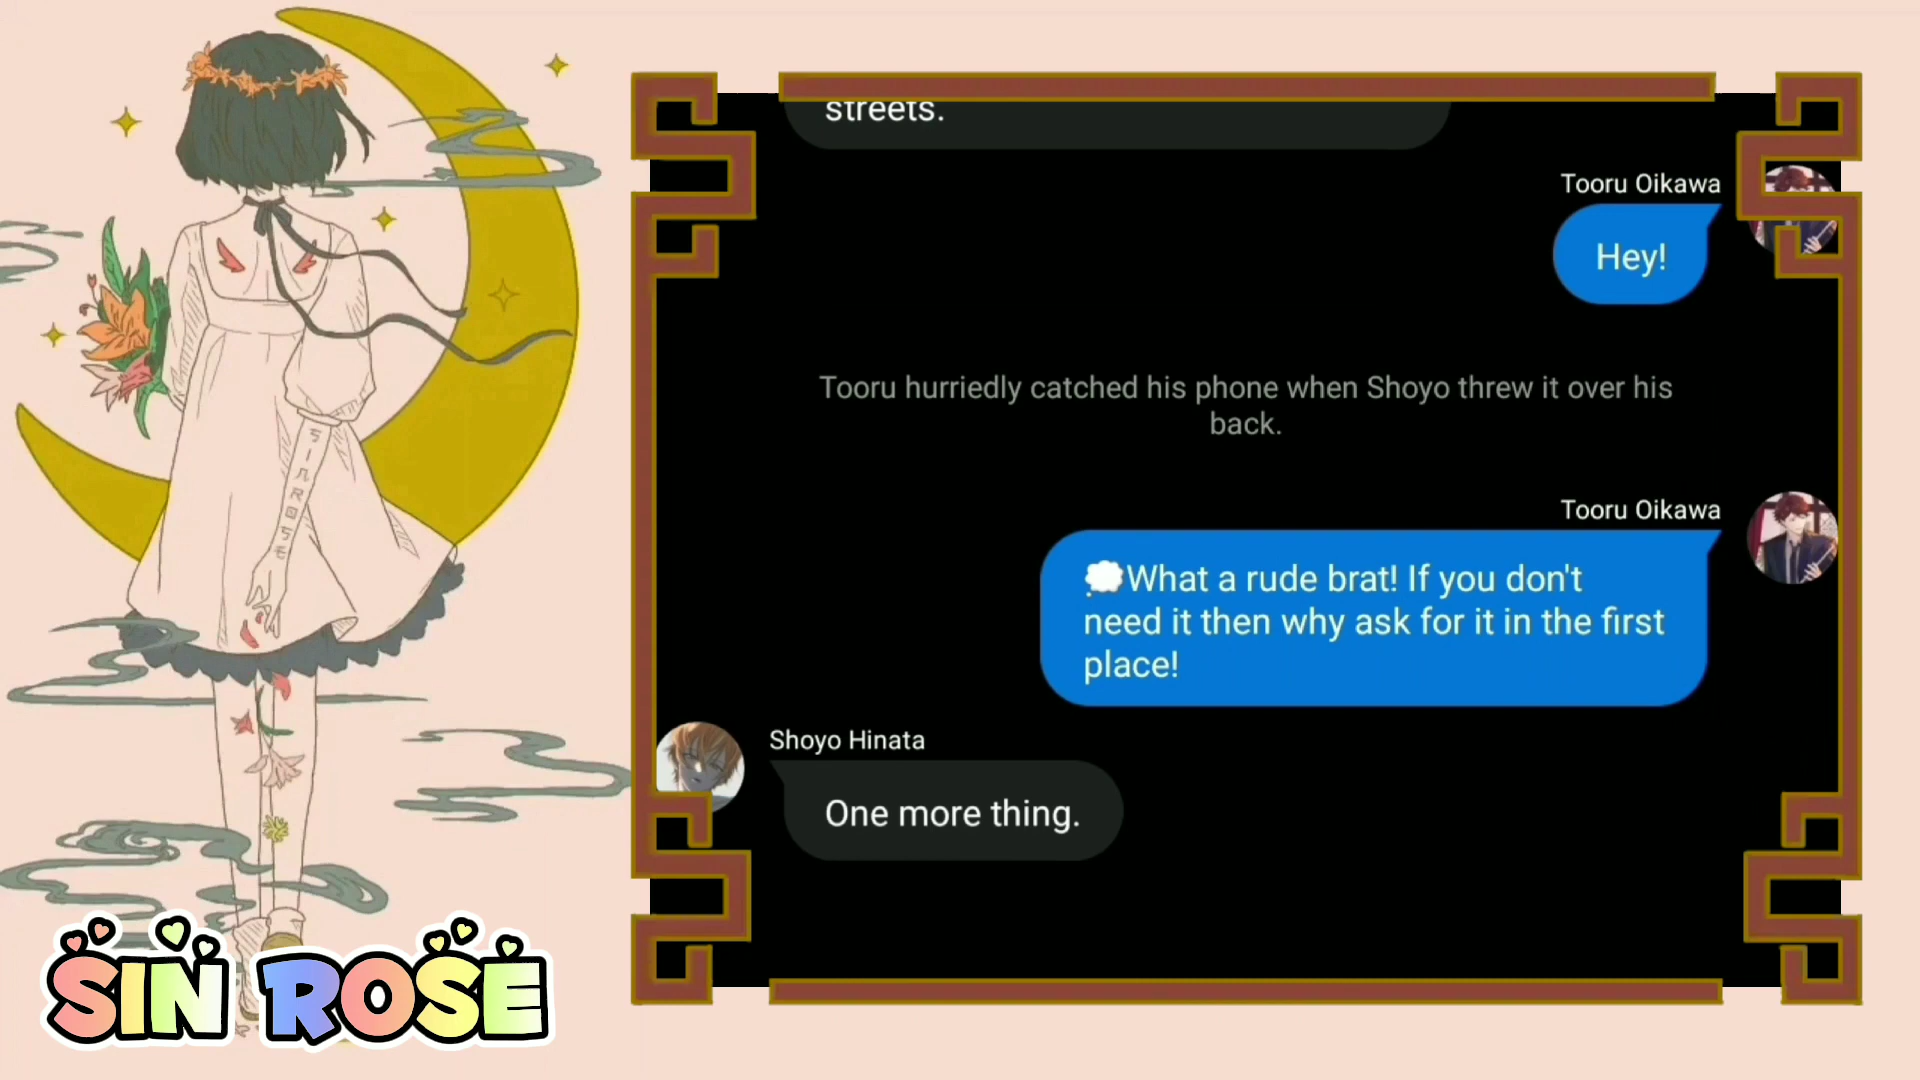 streets.
Tooru Oikawa
Hey!
Tooru hurriedly catched his phone when Shoyo threw it over his
back.
Tooru Oikawa
💭What a rude brat! If you don't
need it then why ask for it in the first
place!
Shoyo Hinata
One more thing.
SINROSE
SIN ROSE